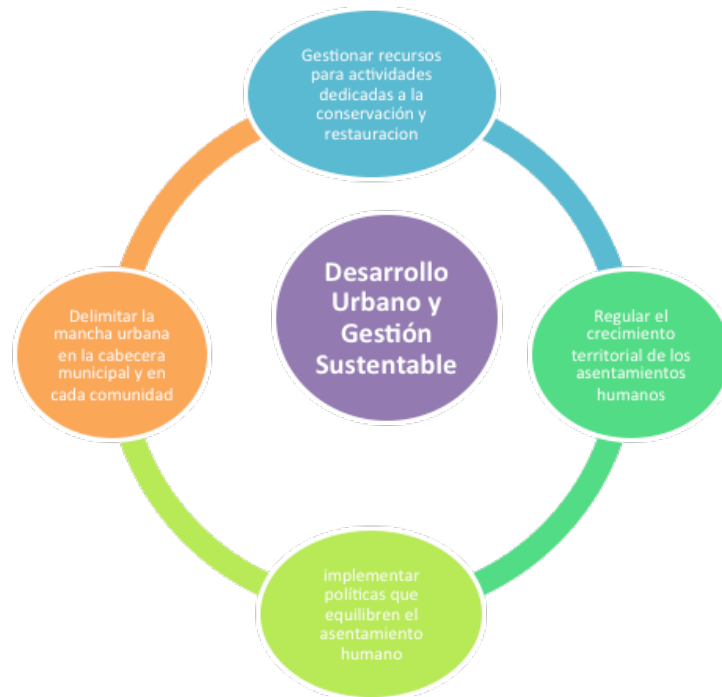 Gestionar recursos
para actividades
dedicadas a la
conservación y
restauracion
Desarrollo
Urbano y
Gestión
Sustentable
Delimitar la
mancha urbana
en la cabecera
municipal y en
cada comunidad
Regular el
crecimiento
territorial de los
asentamientos
humanos
implementar
políticas que
equilibren el
asentamiento
humano